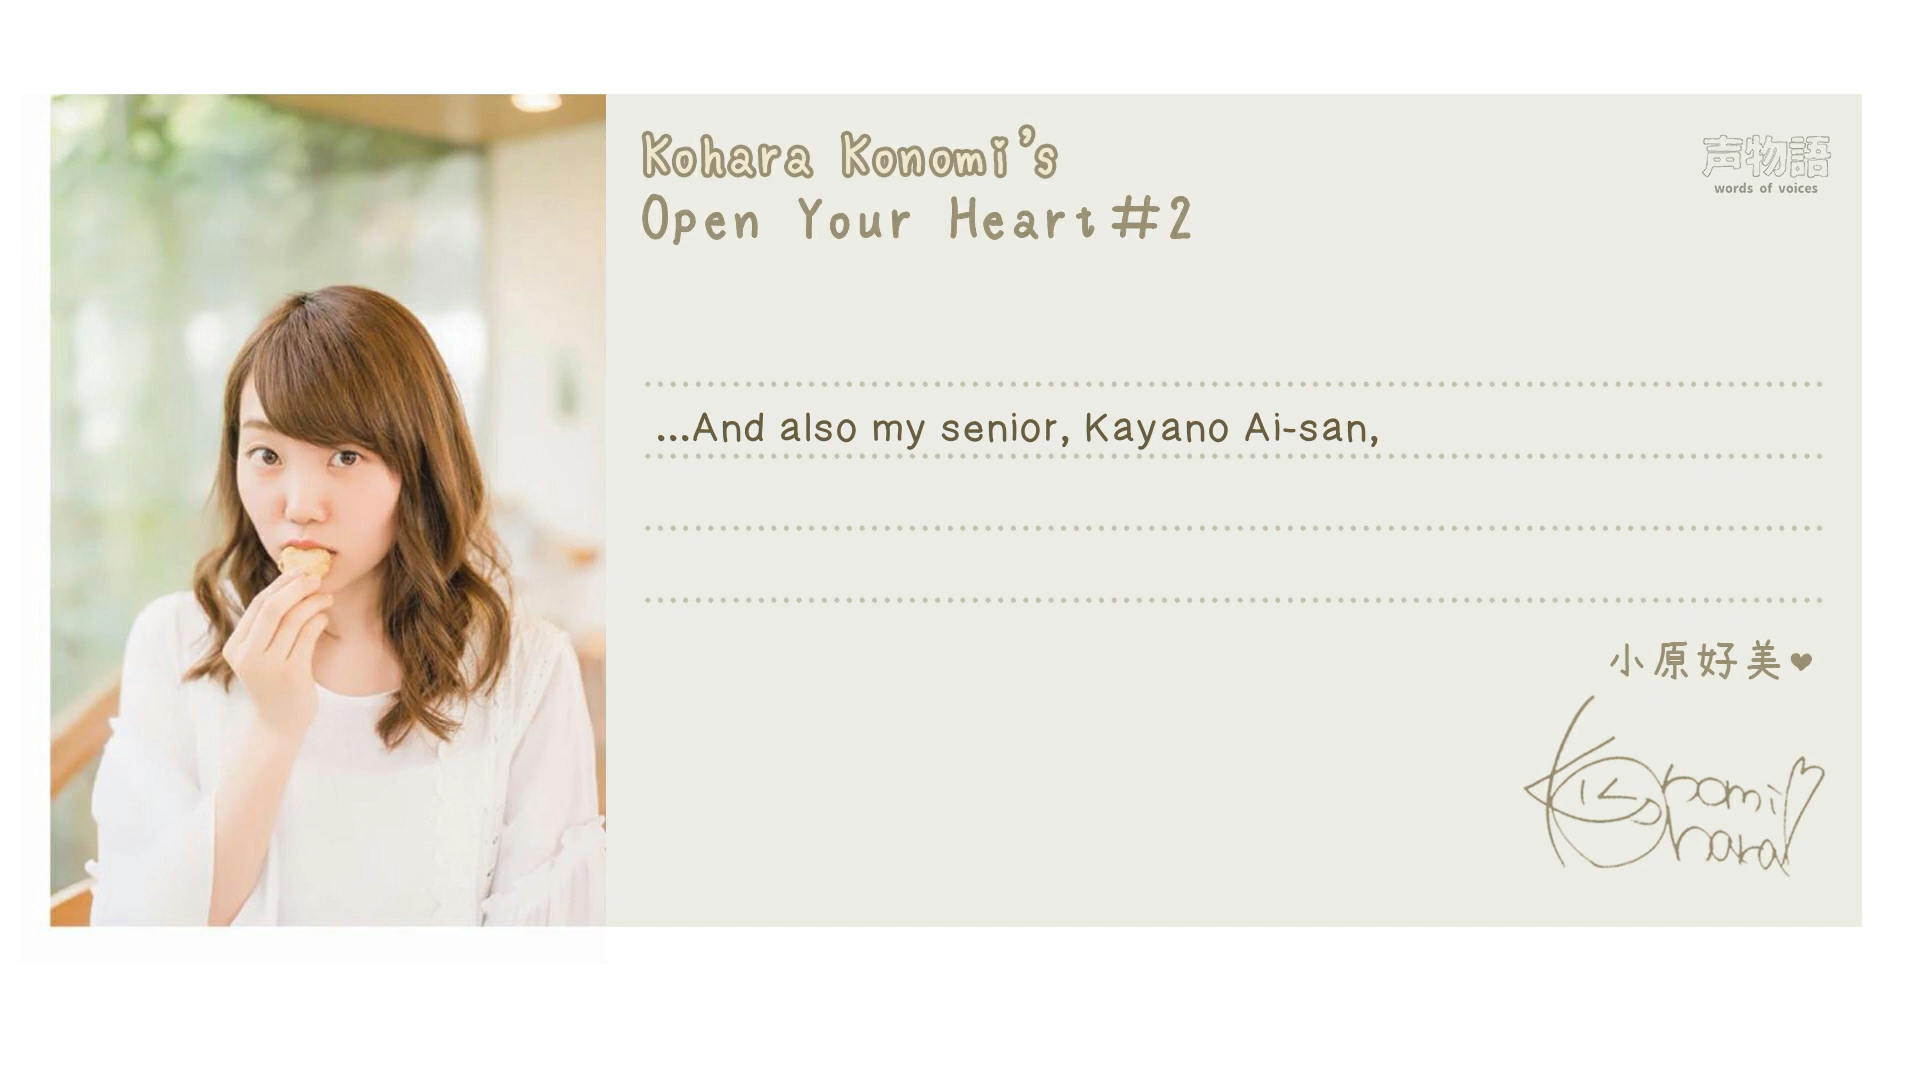 Kohara Konomi's
Open Your Heart #2
声物語
words of voices
...And also my senior, Kayano Ai-san,
小原好美♥
Konomi
Kohara